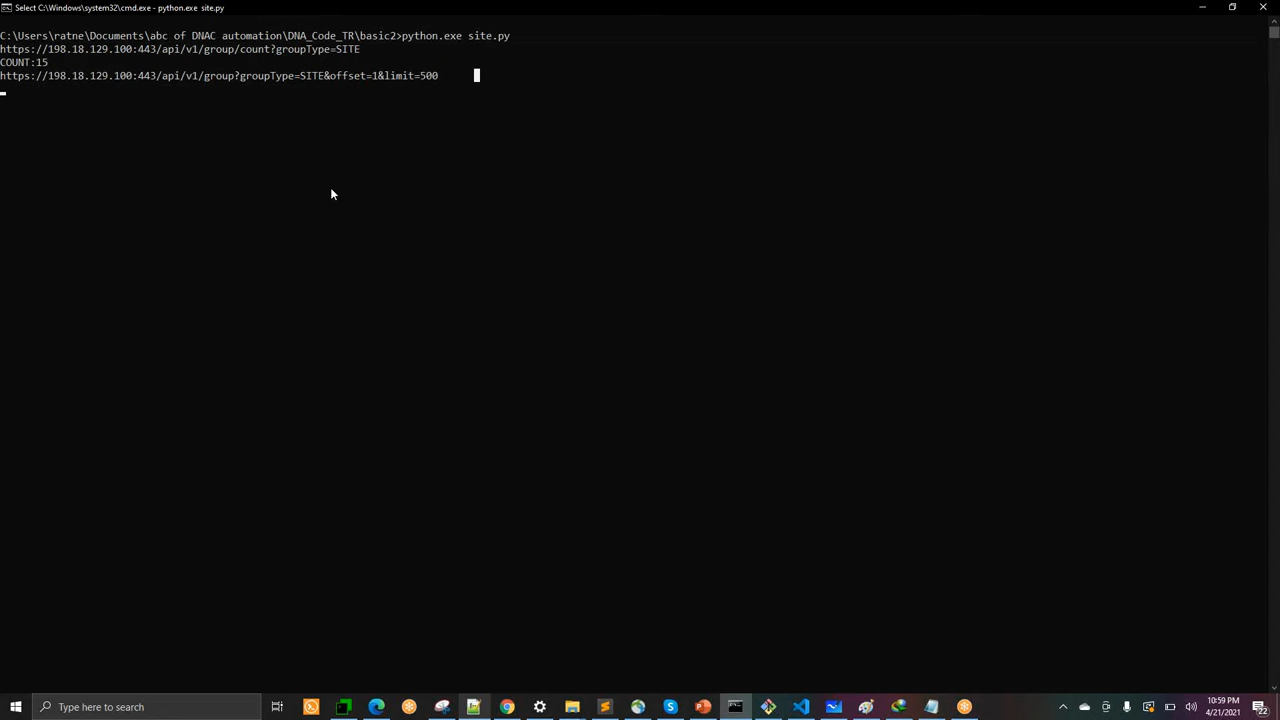 Select C:\Windows\system32\cmd.exe - python.exe  site.py
C:\Users\ratne\Documents\abc of DNAC automation\DNA_Code_TR\basic2>python.exe site.py
https://198.18.129.100:443/api/v1/group/count?groupType=SITE
COUNT:15
https://198.18.129.100:443/api/v1/group?groupType=SITE&offset=1&limit=500
Type here to search
10:59 PM
4/21/2021
22